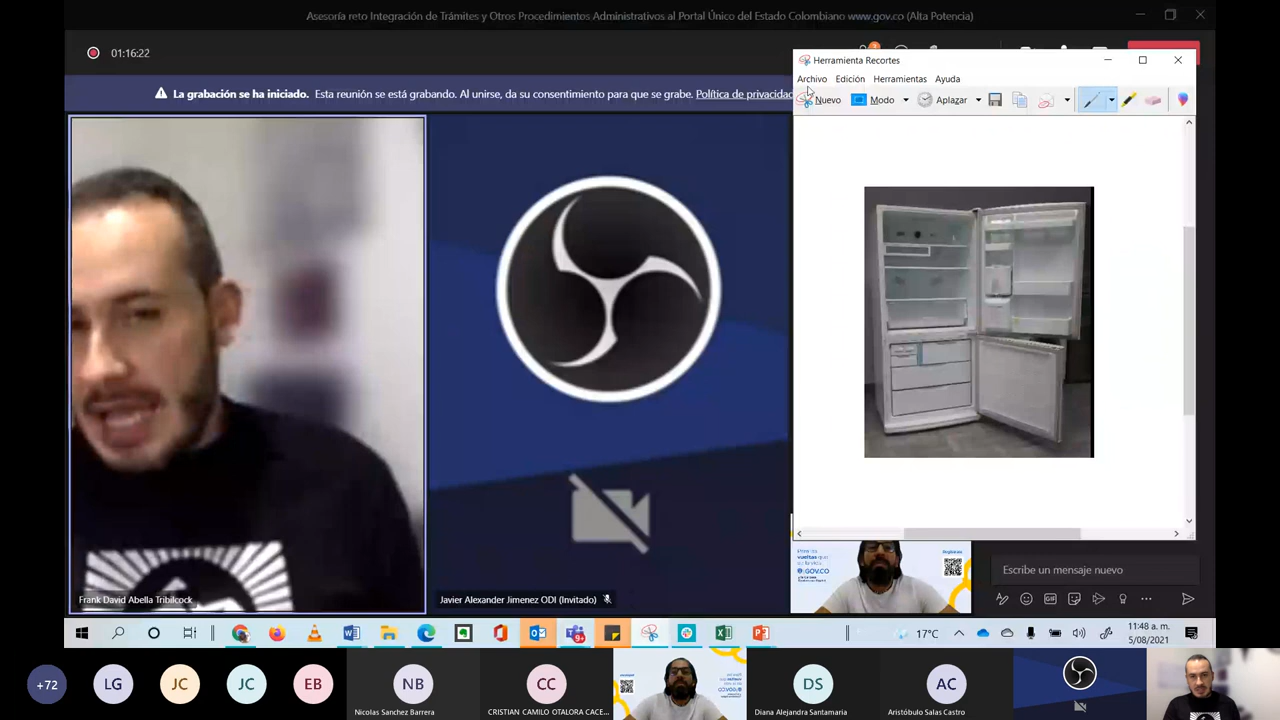 Asesoría reto Integración de Trámites y Otros Procedimientos Administrativos al Portal Único del Estado Colombiano www.gov.co (Alta Potencia)
01:16:22
La grabación se ha iniciado. Esta reunión se está grabando. Al unirse, da su consentimiento para que se grabe. Política de privacidad
Herramienta Recortes
Archivo Edición Herramientas Ayuda
Nuevo Modo Aplazar
Frank David Abella Tribilcock
Javier Alexander Jimenez ODI (Invitado)
GOV.CO
Escribe un mensaje nuevo
GIF
9+
17°C
11:48 a. m.
5/08/2021
+72
LG
JC
JC
EB
NB
Nicolas Sanchez Barrera
CC
CRISTIAN CAMILO OTALORA CACE...
DS
Diana Alejandra Santamaria
AC
Aristóbulo Salas Castro